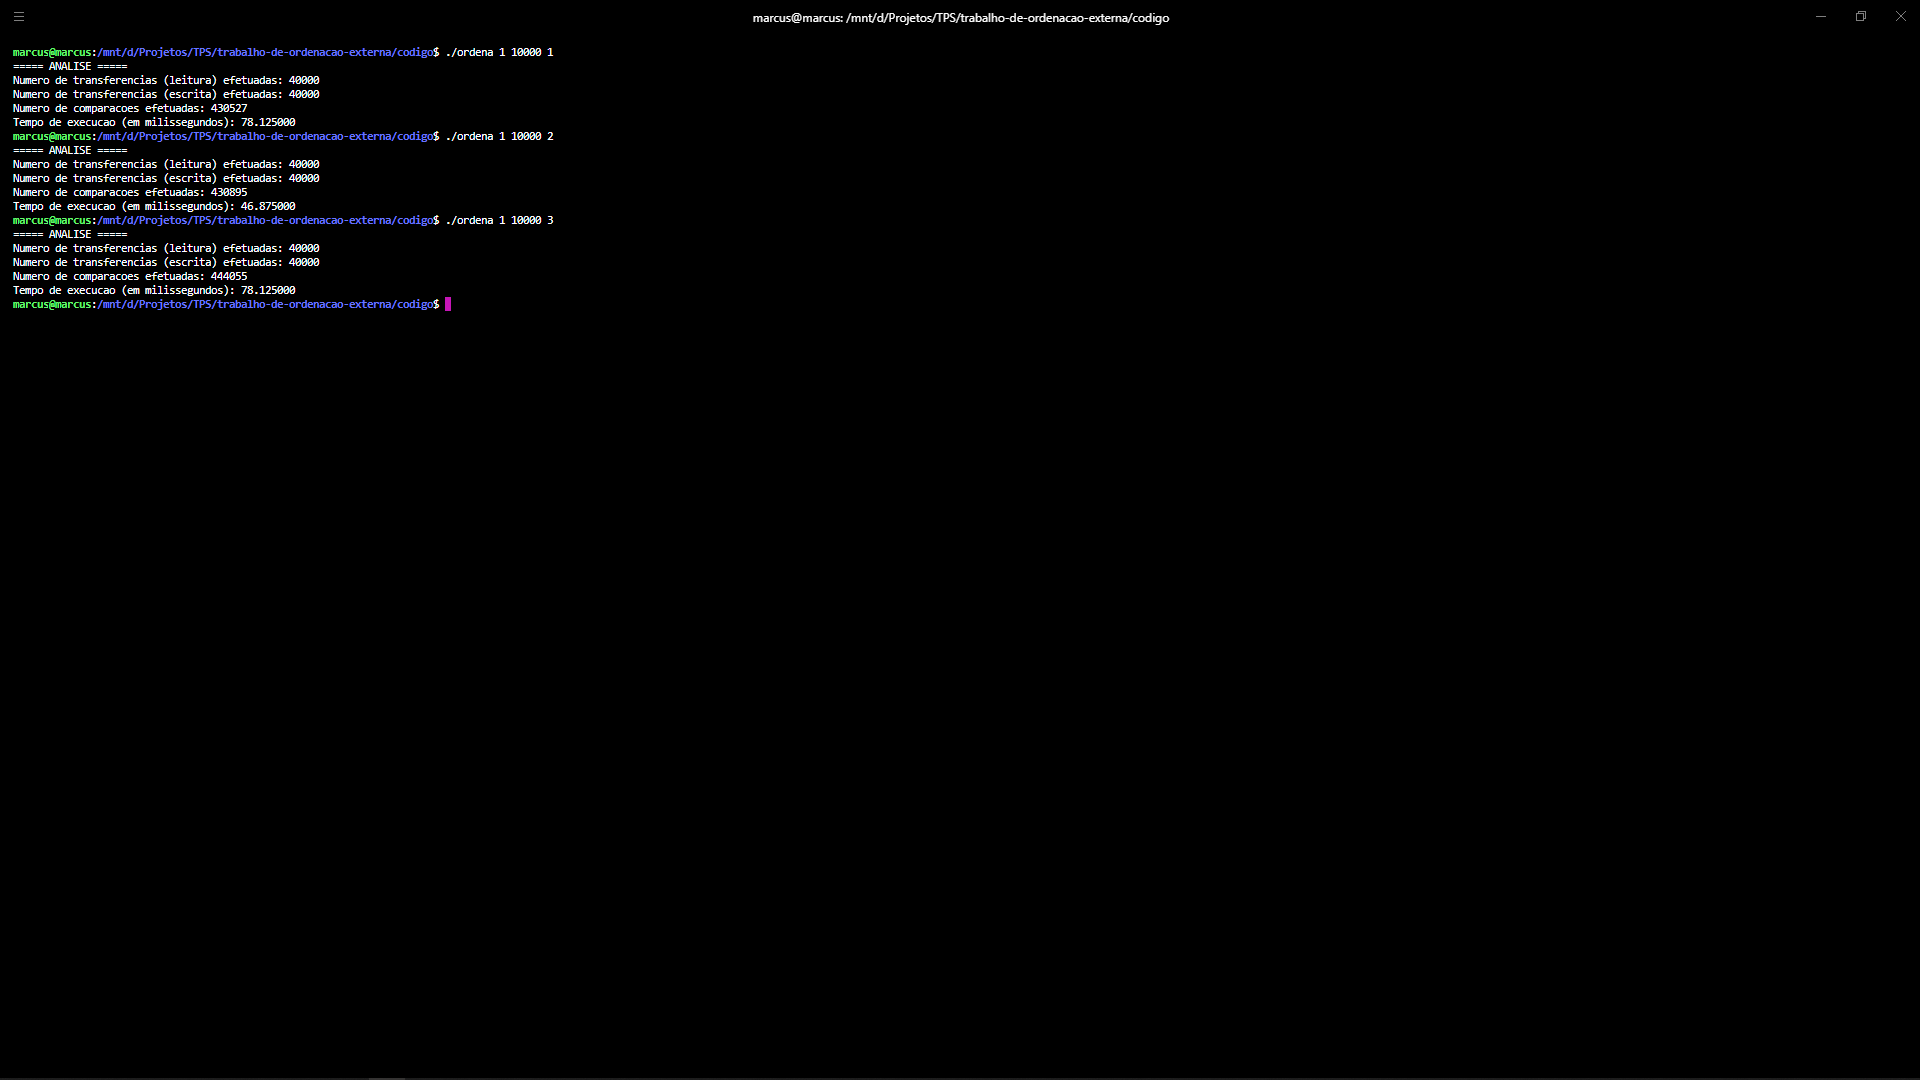 marcus@marcus: /mnt/d/Projetos/TPS/trabalho-de-ordenacao-externa/codigo
marcus@marcus:/mnt/d/Projetos/TPS/trabalho-de-ordenacao-externa/codigo$ ./ordena 1 10000 1
===== ANALISE =====
Numero de transferencias (leitura) efetuadas: 40000
Numero de transferencias (escrita) efetuadas: 40000
Numero de comparacoes efetuadas: 430527
Tempo de execucao (em milissegundos): 78.125000
marcus@marcus:/mnt/d/Projetos/TPS/trabalho-de-ordenacao-externa/codigo$ ./ordena 1 10000 2
===== ANALISE =====
Numero de transferencias (leitura) efetuadas: 40000
Numero de transferencias (escrita) efetuadas: 40000
Numero de comparacoes efetuadas: 430895
Tempo de execucao (em milissegundos): 46.875000
marcus@marcus:/mnt/d/Projetos/TPS/trabalho-de-ordenacao-externa/codigo$ ./ordena 1 10000 3
===== ANALISE =====
Numero de transferencias (leitura) efetuadas: 40000
Numero de transferencias (escrita) efetuadas: 40000
Numero de comparacoes efetuadas: 444055
Tempo de execucao (em milissegundos): 78.125000
marcus@marcus:/mnt/d/Projetos/TPS/trabalho-de-ordenacao-externa/codigo$